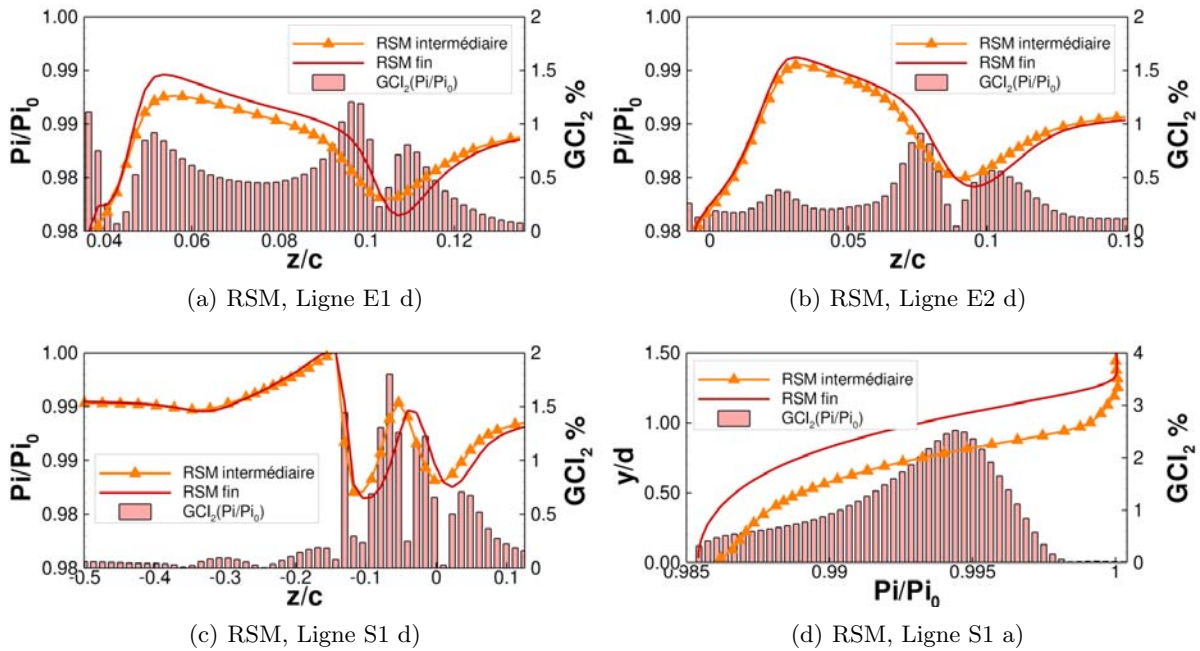 1.00
0.99
0.99
0.98
0.98
Pi/Pi0
0.04
0.06
0.08
0.1
0.12
z/c
2
1.5
1
0.5
0
GCI2 %
RSM intermédiaire
RSM fin
GCI2(Pi/Pi0)
(a) RSM, Ligne E1 d)
1.00
0.99
0.99
0.98
0.98
Pi/Pi0
0
0.05
0.1
0.15
z/c
2
1.5
1
0.5
0
GCI2 %
RSM intermédiaire
RSM fin
GCI2(Pi/Pi0)
(b) RSM, Ligne E2 d)
1.00
0.99
0.99
0.98
0.98
Pi/Pi0
-0.5
-0.4
-0.3
-0.2
-0.1
0
0.1
z/c
2
1.5
1
0.5
0
GCI2 %
RSM intermédiaire
RSM fin
GCI2(Pi/Pi0)
(c) RSM, Ligne S1 d)
1.50
1.00
0.50
0.00
y/d
0.985
0.99
0.995
1
Pi/Pi0
4
3
2
1
0
GCI2 %
RSM intermédiaire
RSM fin
GCI2(Pi/Pi0)
(d) RSM, Ligne S1 a)